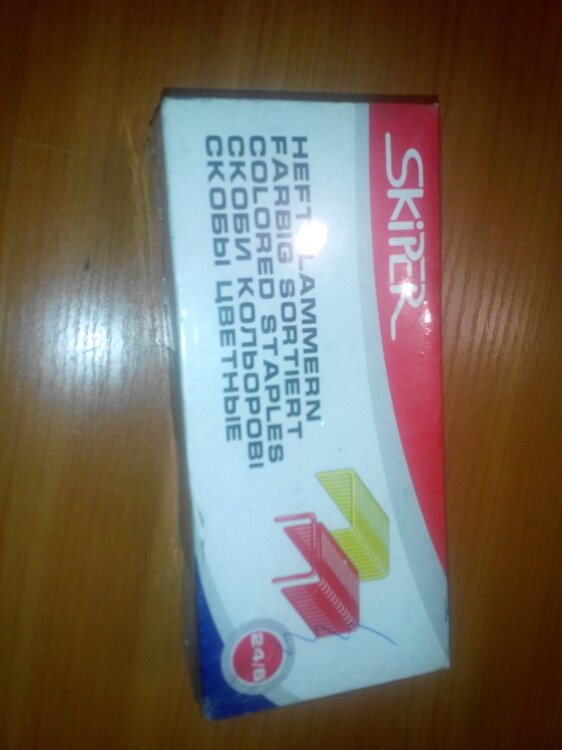 SKIPER
HEFTKLAMMERN
FARBIG SORTIERT
COLORED STAPLES
СКОБИ КОЛЬОРОВІ
СКОБЫ ЦВЕТНЫЕ
24/6